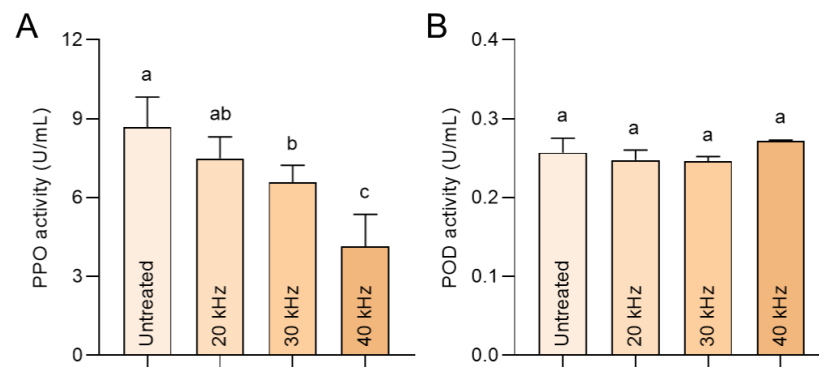 A
PPO activity (U/mL)
12
9
6
3
0
a
ab
b
c
Untreated
20 kHz
30 kHz
40 kHz
B
POD activity (U/mL)
0.4
0.3
0.2
0.1
0.0
a
a
a
a
Untreated
20 kHz
30 kHz
40 kHz